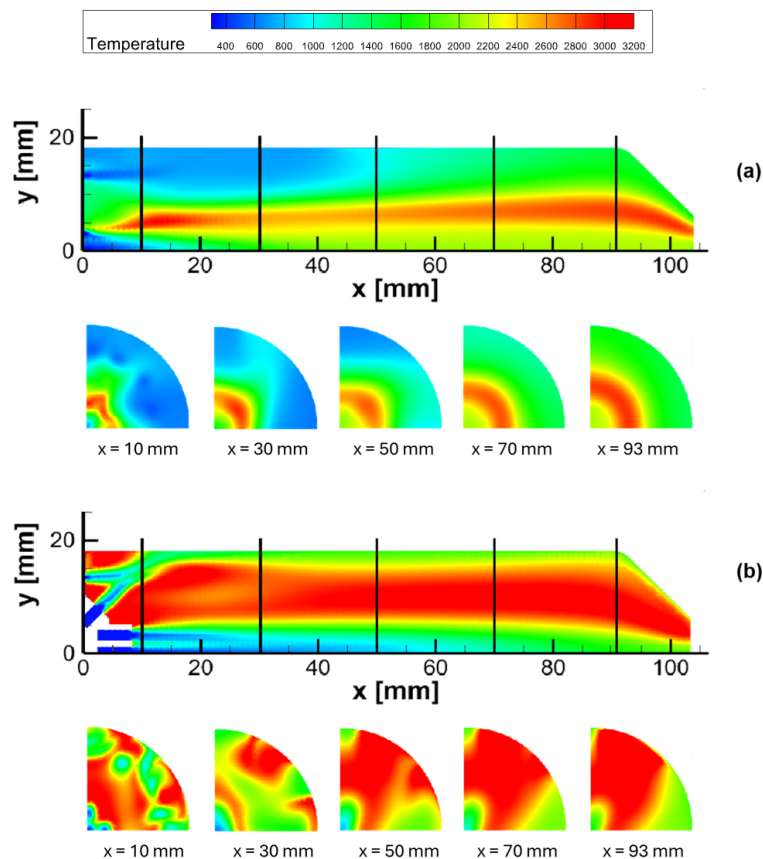 Temperature
400 600 800 1000 1200 1400 1600 1800 2000 2200 2400 2600 2800 3000 3200
20
y [mm]
(a)
0
0 20 40 60 80 100
x [mm]
x = 10 mm x = 30 mm x = 50 mm x = 70 mm x = 93 mm
20
y [mm]
(b)
0
0 20 40 60 80 100
x [mm]
x = 10 mm x = 30 mm x = 50 mm x = 70 mm x = 93 mm